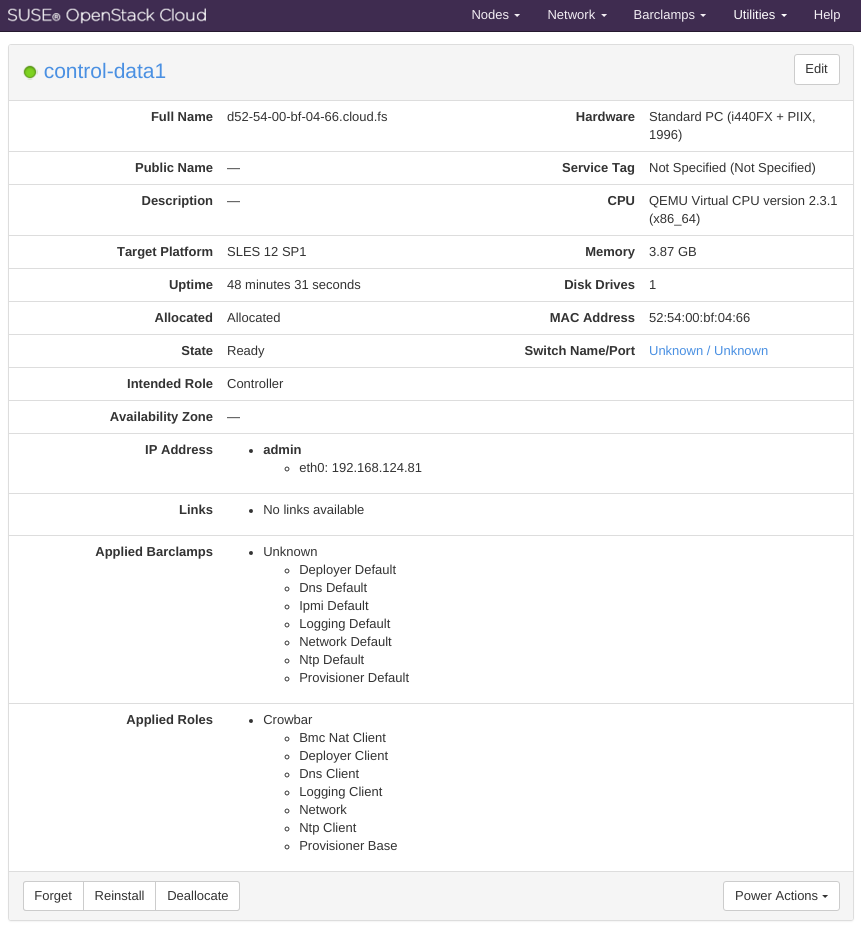 SUSE® OpenStack Cloud
Nodes Network Barclamps Utilities Help
control-data1
Edit
Full Name d52-54-00-bf-04-66.cloud.fs
Hardware Standard PC (i440FX + PIIX,
1996)
Public Name —
Service Tag Not Specified (Not Specified)
Description —
CPU QEMU Virtual CPU version 2.3.1
(x86_64)
Target Platform SLES 12 SP1
Memory 3.87 GB
Uptime 48 minutes 31 seconds
Disk Drives 1
Allocated Allocated
MAC Address 52:54:00:bf:04:66
State Ready
Switch Name/Port Unknown / Unknown
Intended Role Controller
Availability Zone —
IP Address
• admin
◦ eth0: 192.168.124.81
Links
• No links available
Applied Barclamps
• Unknown
◦ Deployer Default
◦ Dns Default
◦ Ipmi Default
◦ Logging Default
◦ Network Default
◦ Ntp Default
◦ Provisioner Default
Applied Roles
• Crowbar
◦ Bmc Nat Client
◦ Deployer Client
◦ Dns Client
◦ Logging Client
◦ Network
◦ Ntp Client
◦ Provisioner Base
Forget Reinstall Deallocate
Power Actions